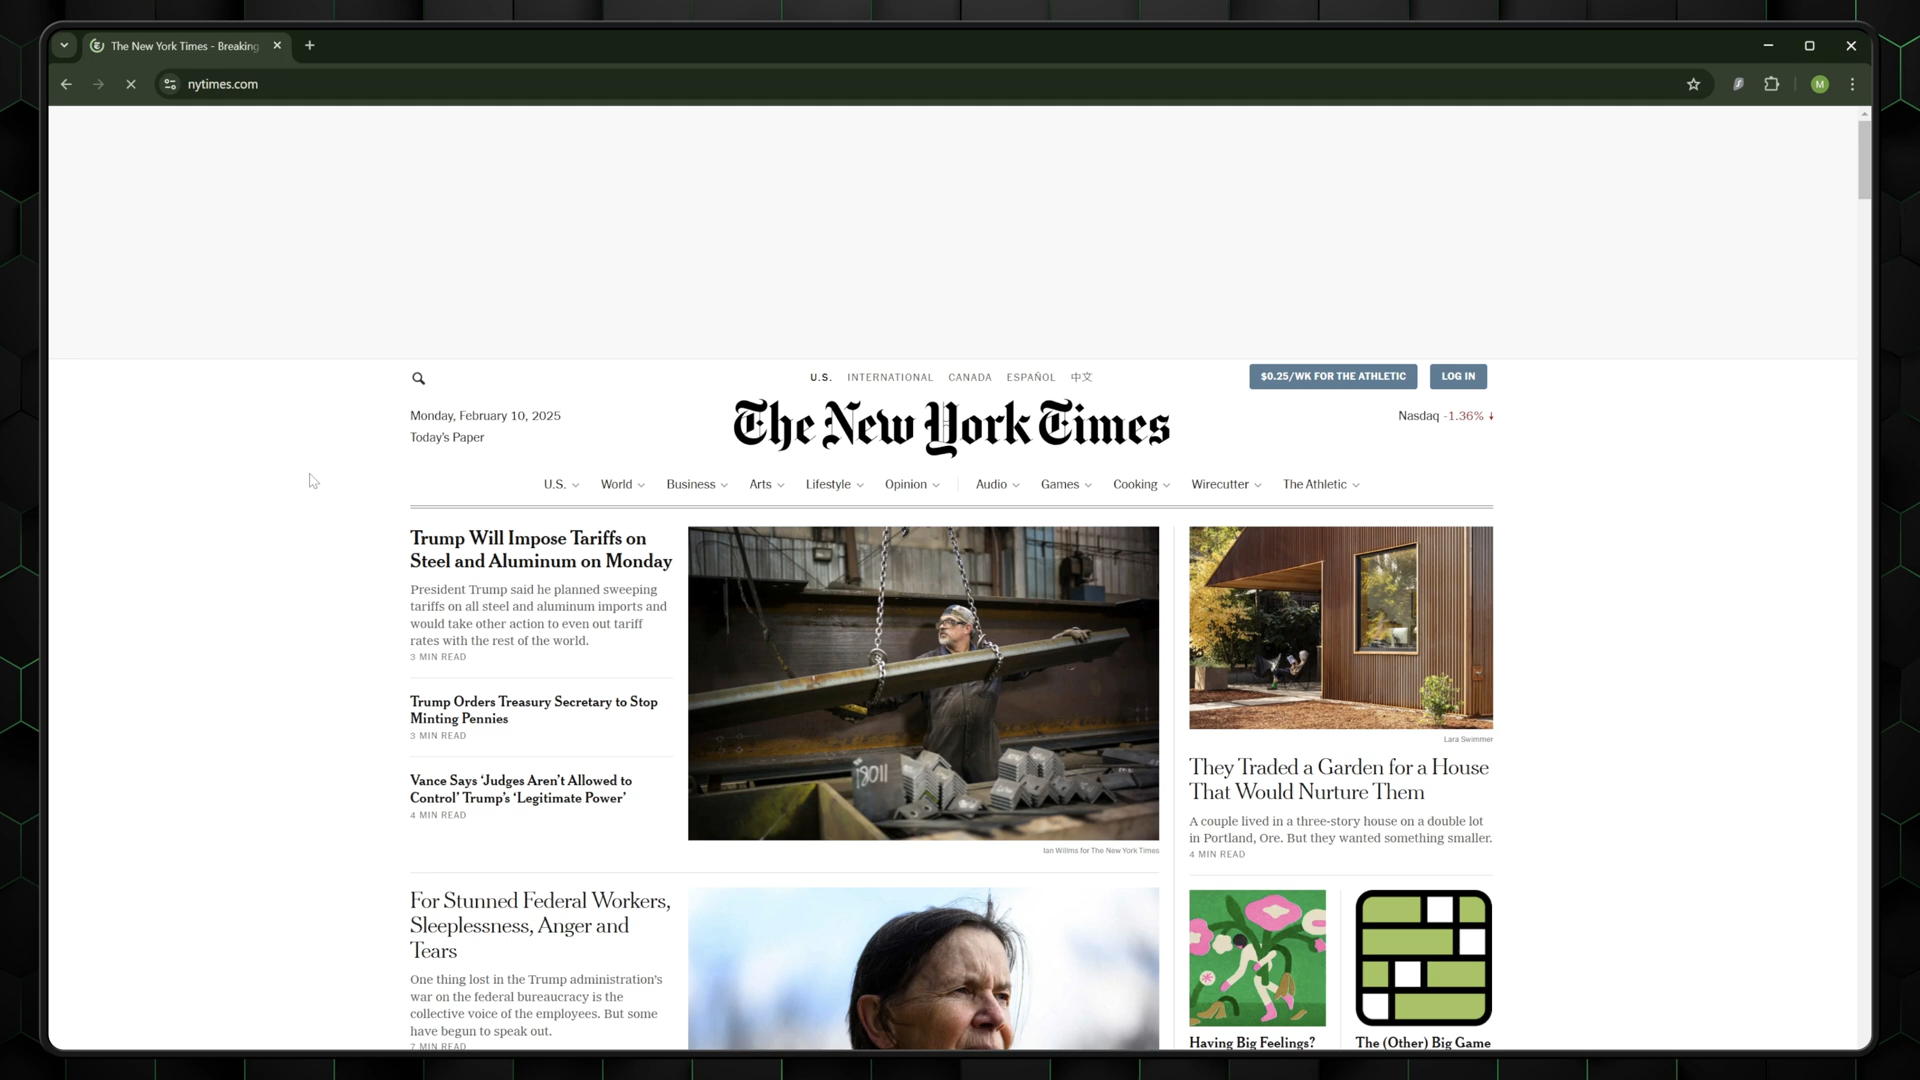 The New York Times - Breaking
nytimes.com
M
U.S. INTERNATIONAL CANADA ESPAÑOL 中文
$0.25/WK FOR THE ATHLETIC
LOG IN
Monday, February 10, 2025
Today's Paper
The New York Times
Nasdaq -1.36% ↓
U.S. World Business Arts Lifestyle Opinion Audio Games Cooking Wirecutter The Athletic
Trump Will Impose Tariffs on
Steel and Aluminum on Monday
President Trump said he planned sweeping
tariffs on all steel and aluminum imports and
would take other action to even out tariff
rates with the rest of the world.
3 MIN READ
Trump Orders Treasury Secretary to Stop
Minting Pennies
3 MIN READ
Vance Says ‘Judges Aren’t Allowed to
Control’ Trump’s ‘Legitimate Power’
4 MIN READ
Ian Willms for The New York Times
For Stunned Federal Workers,
Sleeplessness, Anger and
Tears
One thing lost in the Trump administration’s
war on the federal bureaucracy is the
collective voice of the employees. But some
have begun to speak out.
7 MIN READ
Lara Swimmer
They Traded a Garden for a House
That Would Nurture Them
A couple lived in a three-story house on a double lot
in Portland, Ore. But they wanted something smaller.
4 MIN READ
Having Big Feelings?
The (Other) Big Game